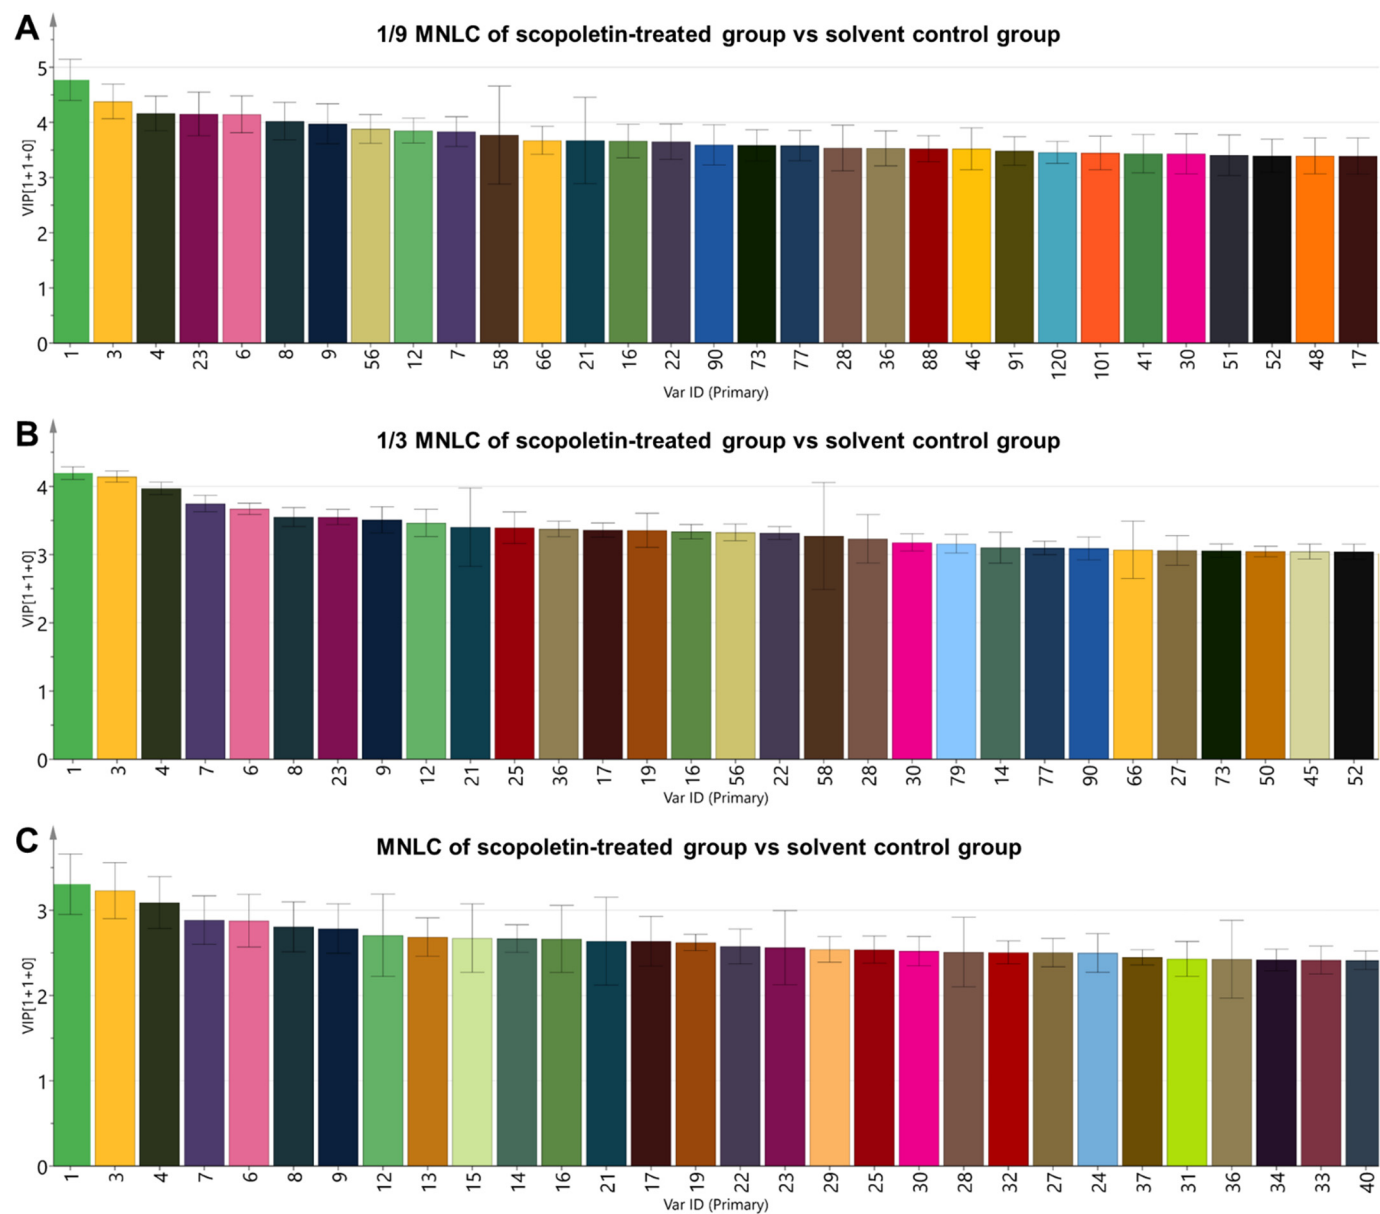 A
1/9 MNLC of scopoletin-treated group vs solvent control group
VIP[1+1+0]
5
4
3
2
1
0
1 3 4 23 6 8 9 56 12 7 58 66 21 16 22 90 73 77 28 36 88 46 91 120 101 41 30 51 52 48 17
Var ID (Primary)
B
1/3 MNLC of scopoletin-treated group vs solvent control group
VIP[1+1+0]
4
3
2
1
0
1 3 4 7 6 8 23 9 12 21 25 36 17 19 16 56 22 58 28 30 79 14 77 90 66 27 73 50 45 52
Var ID (Primary)
C
MNLC of scopoletin-treated group vs solvent control group
VIP[1+1+0]
3
2
1
0
1 3 4 7 6 8 9 12 13 15 14 16 21 17 19 22 23 29 25 30 28 32 27 24 37 31 36 34 33 40
Var ID (Primary)